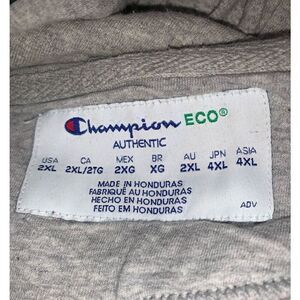 Champion ECO®
AUTHENTIC
USA CA MEX BR AU JPN ASIA
2XL 2XL/2TG 2XG XG 2XL 4XL 4XL
MADE IN HONDURAS
FABRIQUÉ AU HONDURAS
HECHO EN HONDURAS
FEITO EM HONDURAS
ADV